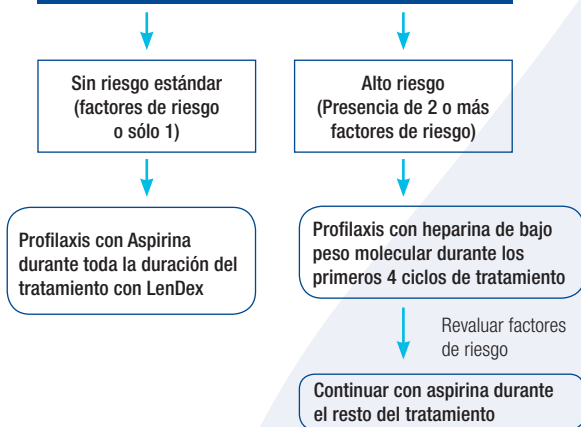 Sin riesgo estándar
(factores de riesgo
o sólo 1)
Alto riesgo
(Presencia de 2 o más
factores de riesgo)
Profilaxis con Aspirina
durante toda la duración del
tratamiento con LenDex
Profilaxis con heparina de bajo
peso molecular durante los
primeros 4 ciclos de tratamiento
Revaluar factores
de riesgo
Continuar con aspirina durante
el resto del tratamiento